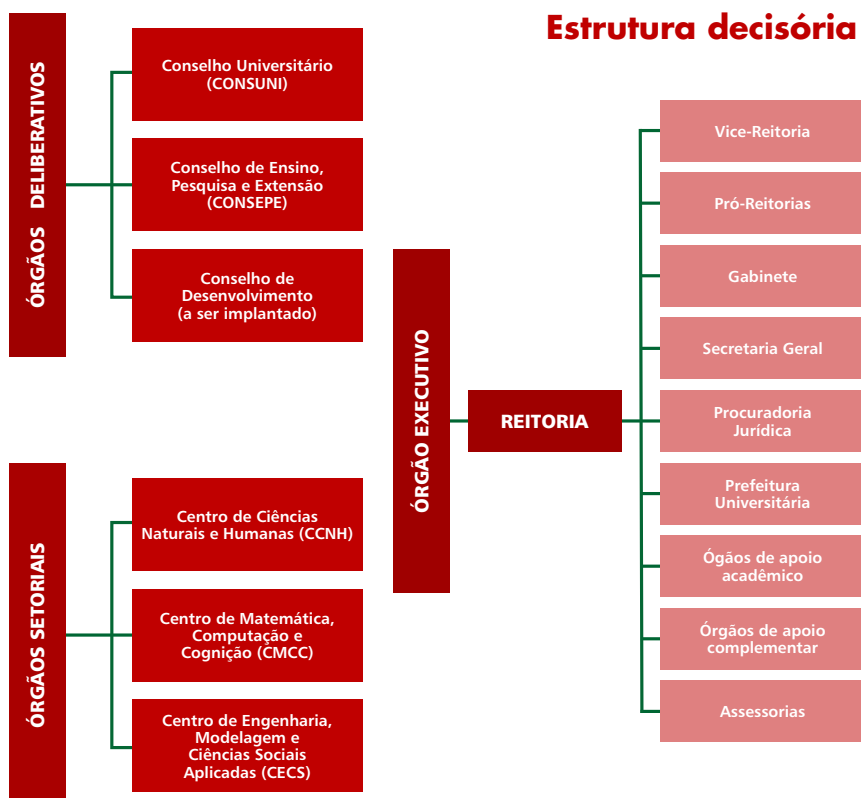 Estrutura decisória
ÓRGÃOS DELIBERATIVOS
Conselho Universitário
(CONSUNI)
Conselho de Ensino,
Pesquisa e Extensão
(CONSEPE)
Conselho de
Desenvolvimento
(a ser implantado)
ÓRGÃOS SETORIAIS
Centro de Ciências
Naturais e Humanas (CCNH)
Centro de Matemática,
Computação e
Cognição (CMCC)
Centro de Engenharia,
Modelagem e
Ciências Sociais
Aplicadas (CECS)
ÓRGÃO EXECUTIVO
REITORIA
Vice-Reitoria
Pró-Reitorias
Gabinete
Secretaria Geral
Procuradoria
Jurídica
Prefeitura
Universitária
Ógãos de apoio
acadêmico
Órgãos de apoio
complementar
Assessorias